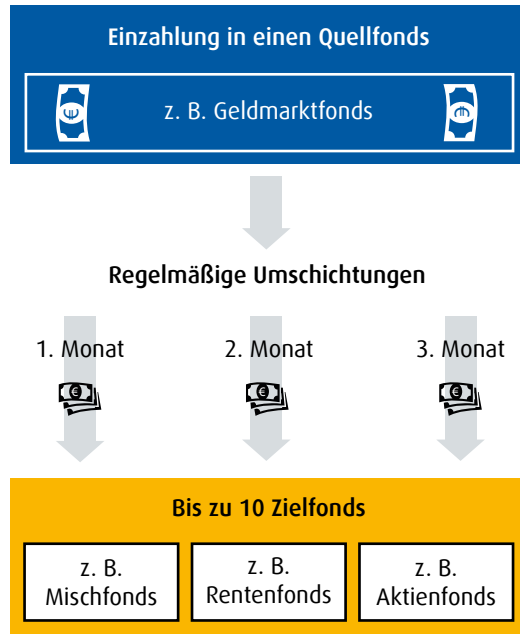 Einzahlung in einen Quellfonds
z. B. Geldmarktfonds
Regelmäßige Umschichtungen
1. Monat
2. Monat
3. Monat
Bis zu 10 Zielfonds
z. B.
Mischfonds
z. B.
Rentenfonds
z. B.
Aktienfonds